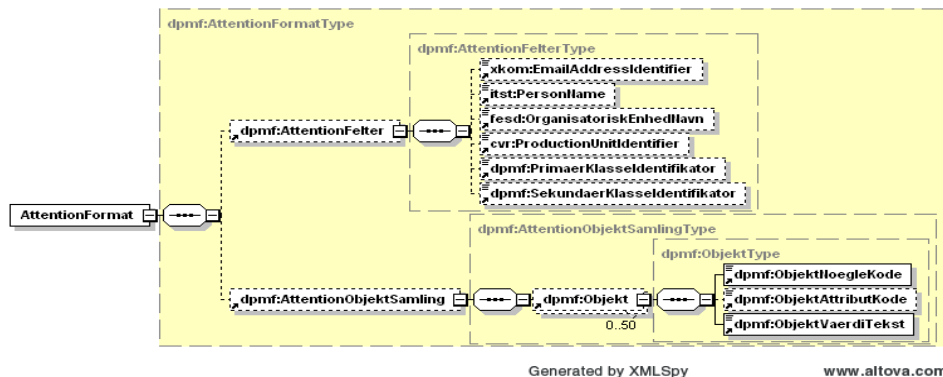 dpmf:AttentionFormatType
dpmf:AttentionFelterType
xkom:EmailAddressIdentifier
itst:PersonName
dpmf:AttentionFelter
fesd:OrganisatoriskEnhedNavn
cvr:ProductionUnitIdentifier
dpmf:PrimaerKlasseIdentifikator
dpmf:SekundaerKlasseIdentifikator
AttentionFormat
dpmf:AttentionObjektSamlingType
dpmf:ObjektType
dpmf:ObjektNoegleKode
dpmf:AttentionObjektSamling
dpmf:Objekt
dpmf:ObjektAttributKode
0..50
dpmf:ObjektVaerdiTekst
Generated by XMLSpy
www.altova.com